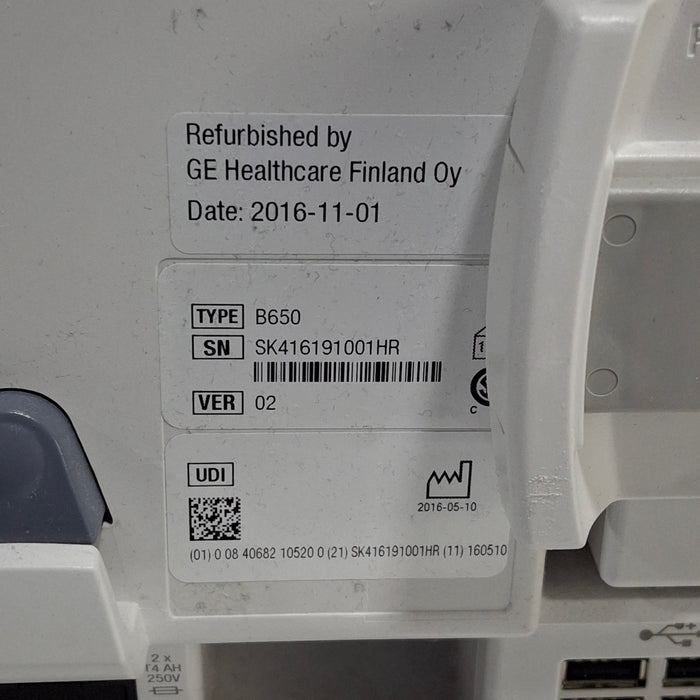 Refurbished by
GE Healthcare Finland Oy
Date: 2016-11-01
TYPE B650
SN SK416191001HR
VER 02
C
UDI
2016-05-10
(01) 0 08 40682 10520 0 (21) SK416191001HR (11) 160510
2 x
T4 AH
250V